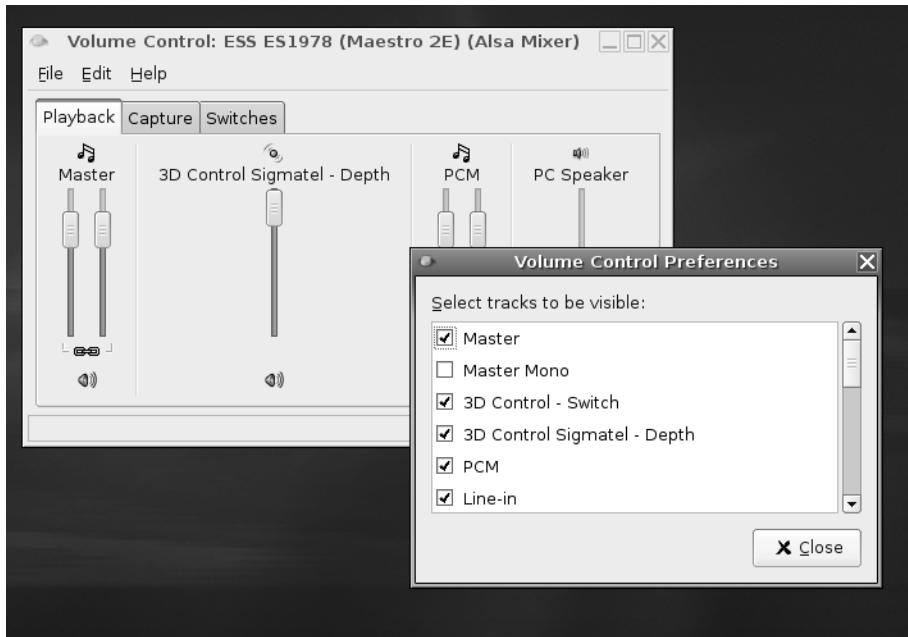 Volume Control: ESS ES1978 (Maestro 2E) (Alsa Mixer)
File Edit Help
Playback Capture Switches
Master 3D Control Sigmatel - Depth PCM PC Speaker
Volume Control Preferences
Select tracks to be visible:
Master
Master Mono
3D Control - Switch
3D Control Sigmatel - Depth
PCM
Line-in
Close